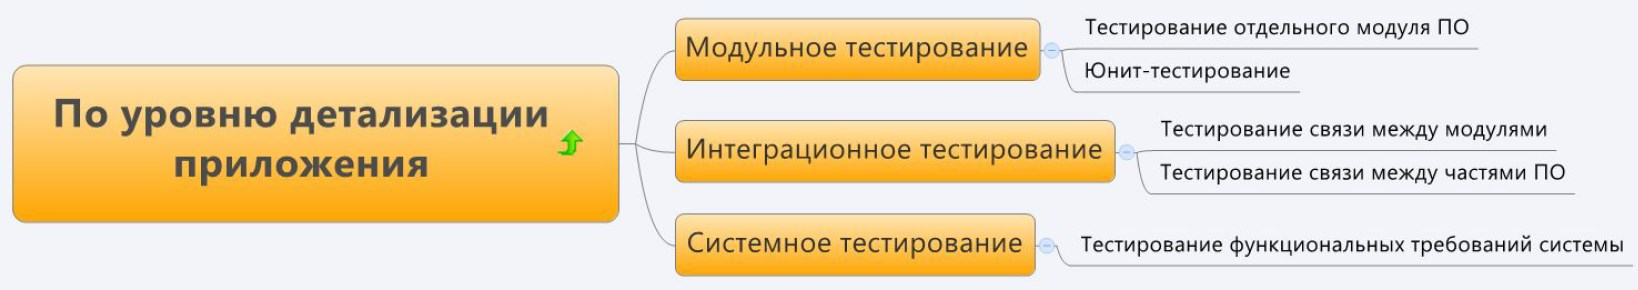 По уровню детализации
приложения
Модульное тестирование
Тестирование отдельного модуля ПО
Юнит-тестирование
Интеграционное тестирование
Тестирование связи между модулями
Тестирование связи между частями ПО
Системное тестирование
Тестирование функциональных требований системы